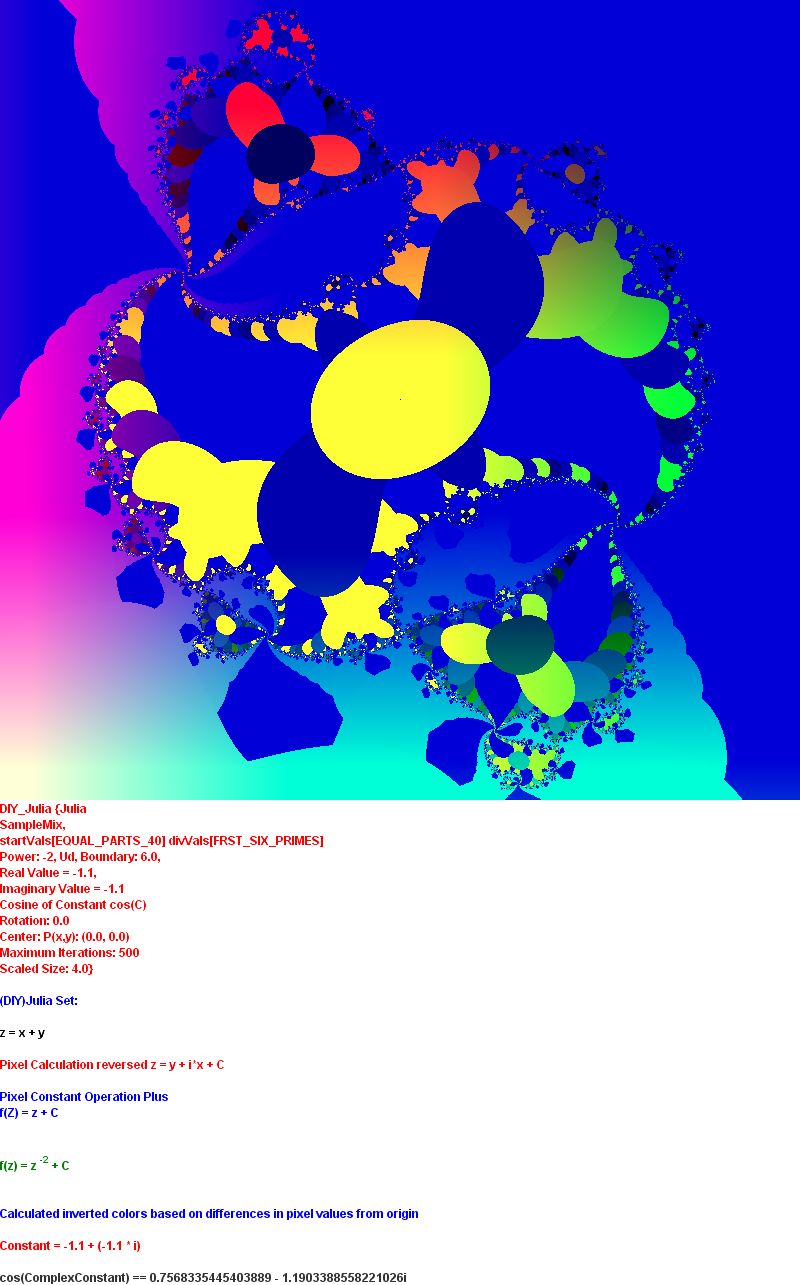 DIY_Julia {Julia
SampleMix,
startVals[EQUAL_PARTS_40] divVals[FRST_SIX_PRIMES]
Power: -2, Ud, Boundary: 6.0,
Real Value = -1.1,
Imaginary Value = -1.1
Cosine of Constant cos(C)
Rotation: 0.0
Center: P(x,y): (0.0, 0.0)
Maximum Iterations: 500
Scaled Size: 4.0}
(DIY)Julia Set:
z = x + y
Pixel Calculation reversed z = y + i*x + C
Pixel Constant Operation Plus
f(Z) = z + C
f(z) = z -2 + C
Calculated inverted colors based on differences in pixel values from origin
Constant = -1.1 + (-1.1 * i)
cos(ComplexConstant) == 0.7568335445403889 - 1.1903388558221026i